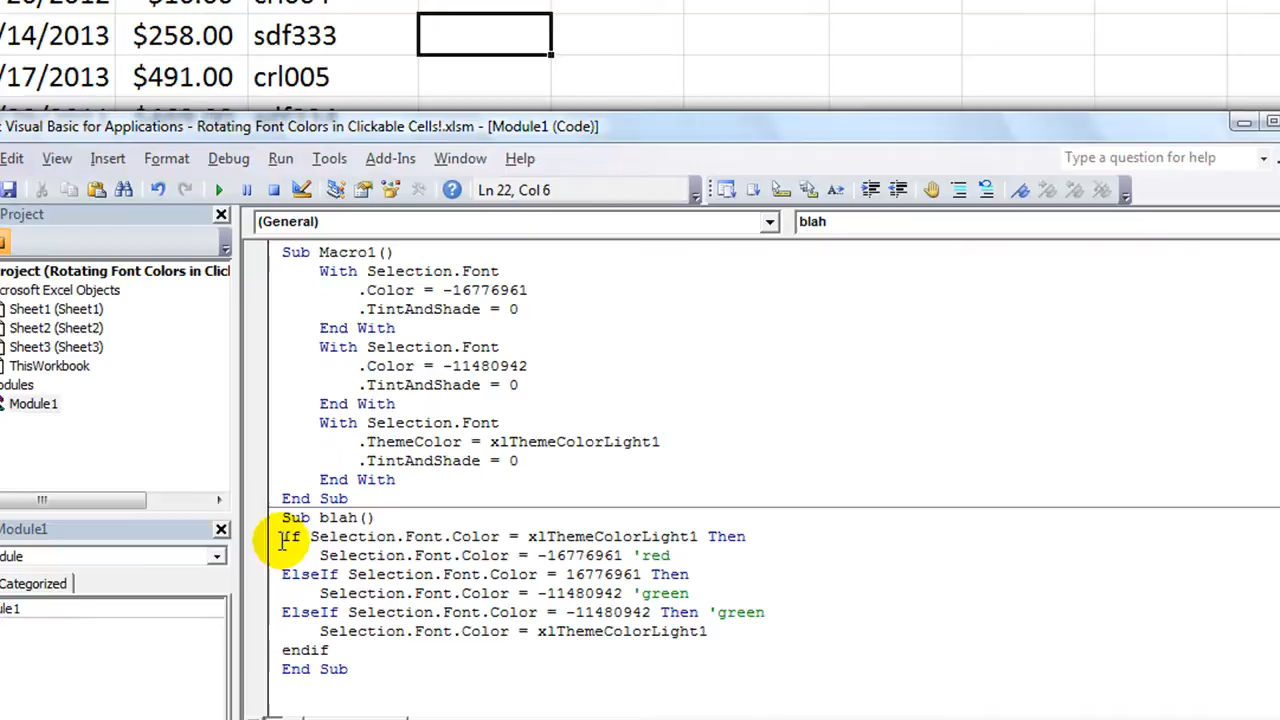 /14/2013 $258.00 sdf333
/17/2013 $491.00 crl005
Visual Basic for Applications - Rotating Font Colors in Clickable Cells!.xlsm - [Module1 (Code)]
Edit View Insert Format Debug Run Tools Add-Ins Window Help Type a question for help
Ln 22, Col 6
Project
(General) blah
roject (Rotating Font Colors in Clicl
icrosoft Excel Objects
Sheet1 (Sheet1)
Sheet2 (Sheet2)
Sheet3 (Sheet3)
ThisWorkbook
odules
Module1
Module1
dule
Categorized
ule1
Sub Macro1()
With Selection.Font
.Color = -16776961
.TintAndShade = 0
End With
With Selection.Font
.Color = -11480942
.TintAndShade = 0
End With
With Selection.Font
.ThemeColor = xlThemeColorLight1
.TintAndShade = 0
End With
End Sub
Sub blah()
If Selection.Font.Color = xlThemeColorLight1 Then
Selection.Font.Color = -16776961 'red
ElseIf Selection.Font.Color = 16776961 Then
Selection.Font.Color = -11480942 'green
ElseIf Selection.Font.Color = -11480942 Then 'green
Selection.Font.Color = xlThemeColorLight1
endif
End Sub